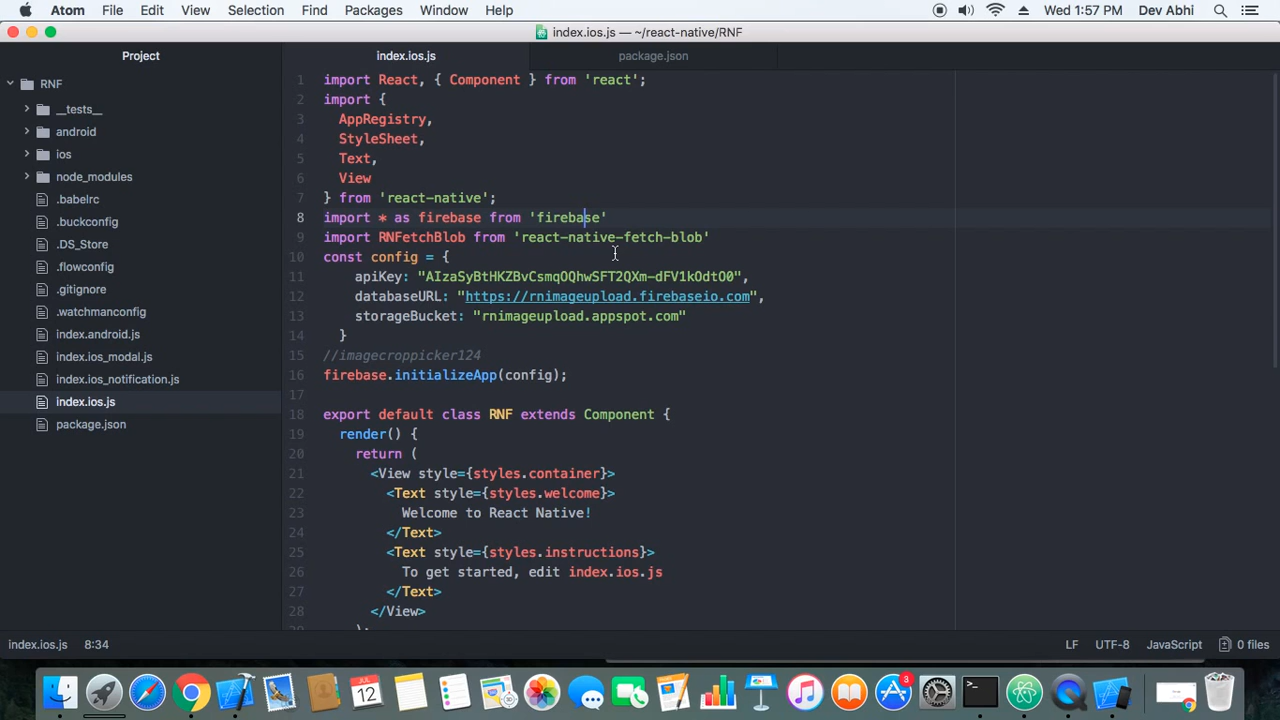 Atom File Edit View Selection Find Packages Window Help Wed 1:57 PM Dev Abhi
index.ios.js — ~/react-native/RNF
Project
RNF
__tests__
android
ios
node_modules
.babelrc
.buckconfig
.DS_Store
.flowconfig
.gitignore
.watchmanconfig
index.android.js
index.ios_modal.js
index.ios_notification.js
index.ios.js
package.json
index.ios.js package.json
1 import React, { Component } from 'react';
2 import {
3 AppRegistry,
4 StyleSheet,
5 Text,
6 View
7 } from 'react-native';
8 import * as firebase from 'firebase'
9 import RNFetchBlob from 'react-native-fetch-blob'
10 const config = {
11 apiKey: "AIzaSyBtHKZBvCsmqOQhwSFT2QXm-dFV1kOdtO0",
12 databaseURL: "https://rnimageupload.firebaseio.com",
13 storageBucket: "rnimageupload.appspot.com"
14 }
15 //imagecroppicker124
16 firebase.initializeApp(config);
17
18 export default class RNF extends Component {
19 render() {
20 return (
21 <View style={styles.container}>
22 <Text style={styles.welcome}>
23 Welcome to React Native!
24 </Text>
25 <Text style={styles.instructions}>
26 To get started, edit index.ios.js
27 </Text>
28 </View>
index.ios.js 8:34 LF UTF-8 JavaScript 0 files
JUL
12
3